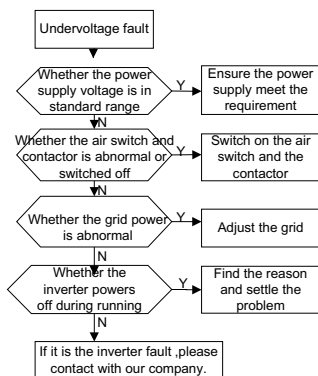 Undervoltage fault
Whether the power
supply voltage is in
standard range
Y
Ensure the power
supply meet the
requirement
N
Whether the air switch and
contactor is abnormal or
switched off
Y
Switch on the air
switch and the
contactor
N
Whether the grid power
is abnormal
Y
Adjust the grid
N
Whether the
inverter powers
off during running
Y
Find the reason
and settle the
problem
N
If it is the inverter fault ,please
contact with our company.